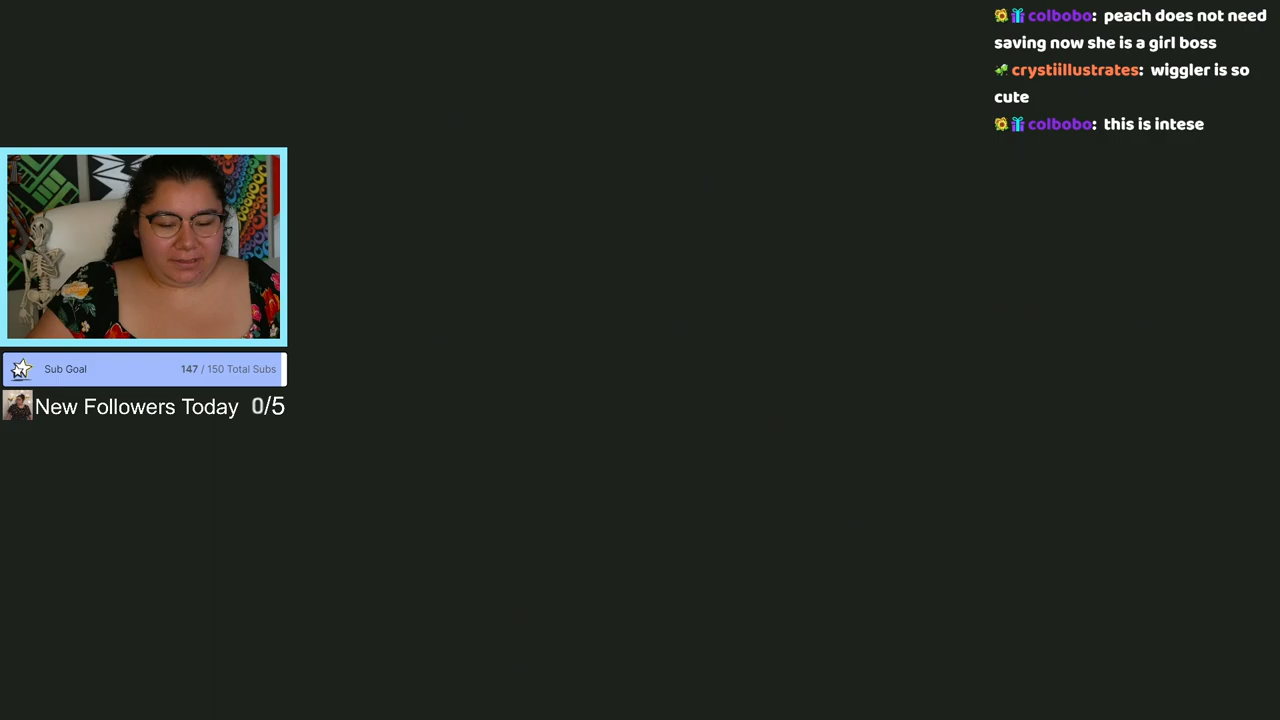 colbobo: peach does not need
saving now she is a girl boss
crystiillustrates: wiggler is so
cute
colbobo: this is intese
Sub Goal 147 / 150 Total Subs
New Followers Today 0/5